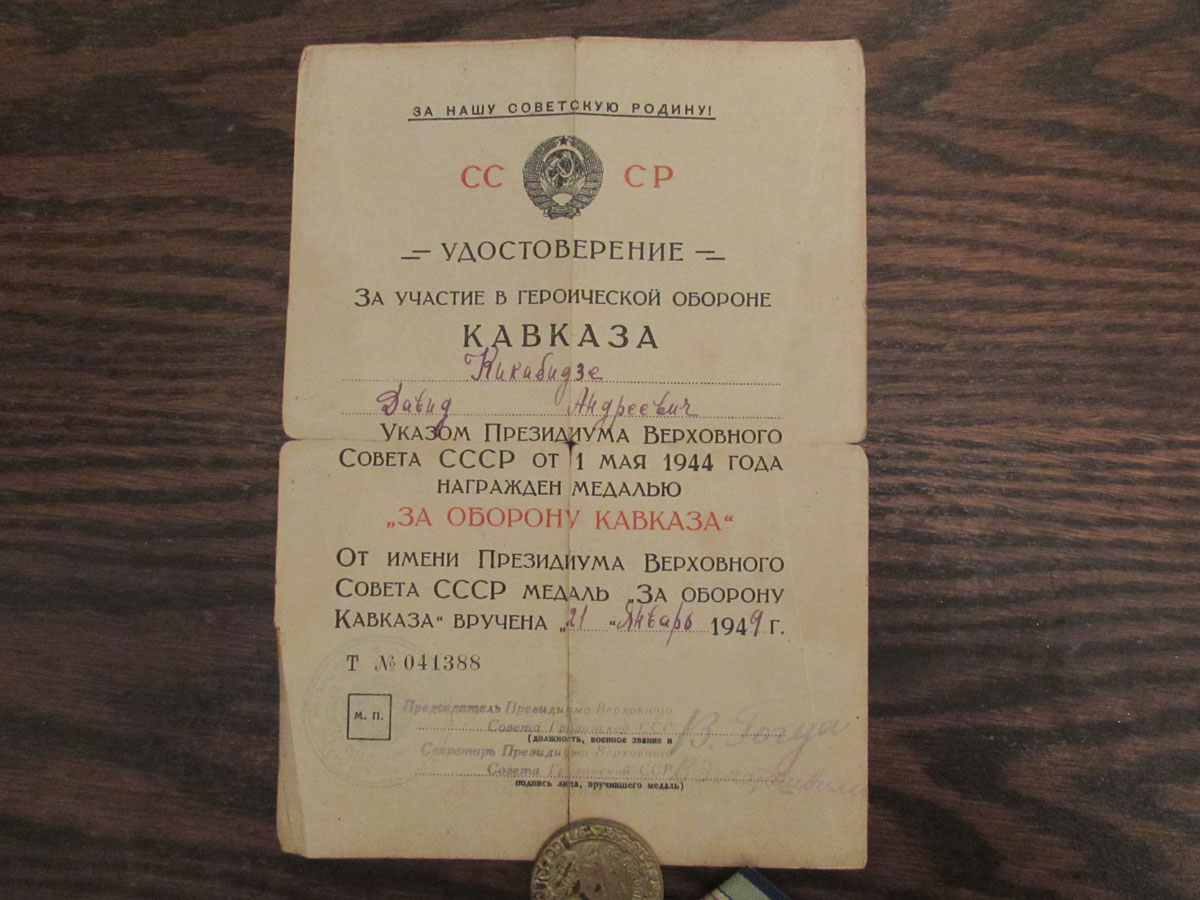 ЗА НАШУ СОВЕТСКУЮ РОДИНУ!
СС СР
УДОСТОВЕРЕНИЕ
ЗА УЧАСТИЕ В ГЕРОИЧЕСКОЙ ОБОРОНЕ
КАВКАЗА
Кикабидзе
Давид Андреевич
УКАЗОМ ПРЕЗИДИУМА ВЕРХОВНОГО
СОВЕТА СССР ОТ 1 МАЯ 1944 ГОДА
НАГРАЖДЕН МЕДАЛЬЮ
„ЗА ОБОРОНУ КАВКАЗА“
ОТ ИМЕНИ ПРЕЗИДИУМА ВЕРХОВНОГО
СОВЕТА СССР МЕДАЛЬ „ЗА ОБОРОНУ
КАВКАЗА“ ВРУЧЕНА „21“ Январь 1949 г.
Т № 041388
М. П.
Председатель Президиума Верховного
Совета Грузинской ССР
(должность, военное звание и
Секретарь Президиума Верховного
Совета Грузинской ССР
подпись лица, вручившего медаль)